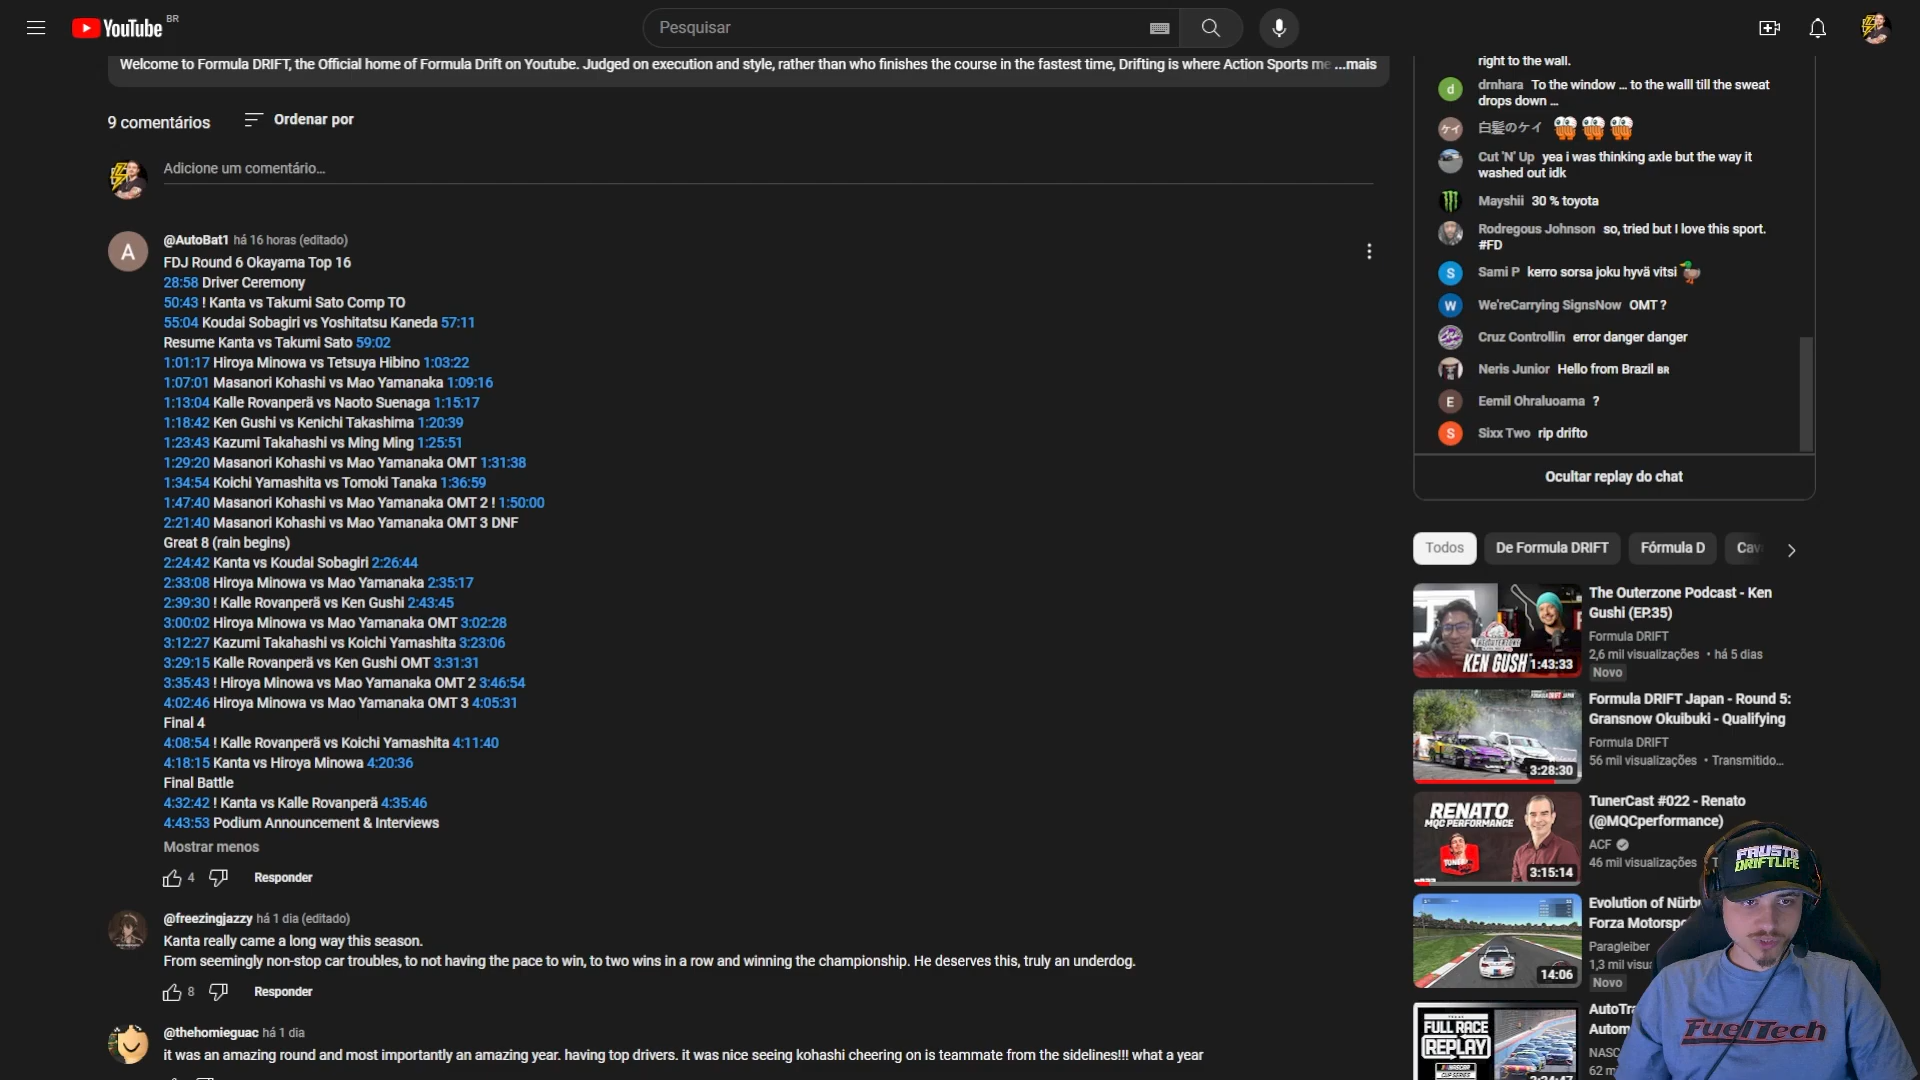 YouTube BR
Pesquisar
Welcome to Formula DRIFT, the Official home of Formula Drift on Youtube. Judged on execution and style, rather than who finishes the course in the fastest time, Drifting is where Action Sports me ...mais
9 comentários
Ordenar por
Adicione um comentário...
A
@AutoBat1 há 16 horas (editado)
FDJ Round 6 Okayama Top 16
28:58 Driver Ceremony
50:43 ! Kanta vs Takumi Sato Comp TO
55:04 Koudai Sobagiri vs Yoshitatsu Kaneda 57:11
Resume Kanta vs Takumi Sato 59:02
1:01:17 Hiroya Minowa vs Tetsuya Hibino 1:03:22
1:07:01 Masanori Kohashi vs Mao Yamanaka 1:09:16
1:13:04 Kalle Rovanperä vs Naoto Suenaga 1:15:17
1:18:42 Ken Gushi vs Kenichi Takashima 1:20:39
1:23:43 Kazumi Takahashi vs Ming Ming 1:25:51
1:29:20 Masanori Kohashi vs Mao Yamanaka OMT 1:31:38
1:34:54 Koichi Yamashita vs Tomoki Tanaka 1:36:59
1:47:40 Masanori Kohashi vs Mao Yamanaka OMT 2 ! 1:50:00
2:21:40 Masanori Kohashi vs Mao Yamanaka OMT 3 DNF
Great 8 (rain begins)
2:24:42 Kanta vs Koudai Sobagiri 2:26:44
2:33:08 Hiroya Minowa vs Mao Yamanaka 2:35:17
2:39:30 ! Kalle Rovanperä vs Ken Gushi 2:43:45
3:00:02 Hiroya Minowa vs Mao Yamanaka OMT 3:02:28
3:12:27 Kazumi Takahashi vs Koichi Yamashita 3:23:06
3:29:15 Kalle Rovanperä vs Ken Gushi OMT 3:31:31
3:35:43 ! Hiroya Minowa vs Mao Yamanaka OMT 2 3:46:54
4:02:46 Hiroya Minowa vs Mao Yamanaka OMT 3 4:05:31
Final 4
4:08:54 ! Kalle Rovanperä vs Koichi Yamashita 4:11:40
4:18:15 Kanta vs Hiroya Minowa 4:20:36
Final Battle
4:32:42 ! Kanta vs Kalle Rovanperä 4:35:46
4:43:53 Podium Announcement & Interviews
Mostrar menos
4 Responder
@freezingjazzy há 1 dia (editado)
Kanta really came a long way this season.
From seemingly non-stop car troubles, to not having the pace to win, to two wins in a row and winning the championship. He deserves this, truly an underdog.
8 Responder
@thehomieguac há 1 dia
it was an amazing round and most importantly an amazing year. having top drivers. it was nice seeing kohashi cheering on is teammate from the sidelines!!! what a year
right to the wall.
d drnhara To the window ... to the walll till the sweat
drops down ...
ケイ 白髪のケイ
Cut 'N' Up yea i was thinking axle but the way it
washed out idk
Mayshii 30 % toyota
Rodregous Johnson so, tried but I love this sport.
#FD
S Sami P kerro sorsa joku hyvä vitsi
W We'reCarrying SignsNow OMT ?
Cruz Controllin error danger danger
Neris Junior Hello from Brazil BR
E Eemil Ohraluoama ?
S Sixx Two rip drifto
Ocultar replay do chat
Todos De Formula DRIFT Fórmula D Cav
KEN GUSH 1:43:33
The Outerzone Podcast - Ken
Gushi (EP.35)
Formula DRIFT
2,6 mil visualizações • há 5 dias
Novo
3:28:30
Formula DRIFT Japan - Round 5:
Gransnow Okuibuki - Qualifying
Formula DRIFT
56 mil visualizações • Transmitido...
RENATO
MQC PERFORMANCE
3:15:14
TunerCast #022 - Renato
(@MQCperformance)
ACF
46 mil visualizações • T
14:06
Evolution of Nürbu
Forza Motorspo
Paragleiber
1,3 mil visua
Novo
FULL RACE
REPLAY
NASCAR
CUP SERIES
3:24:47
AutoTra
Autom
NASC
62 m
FAUSTO
DRIFTLIFE
FuelTech